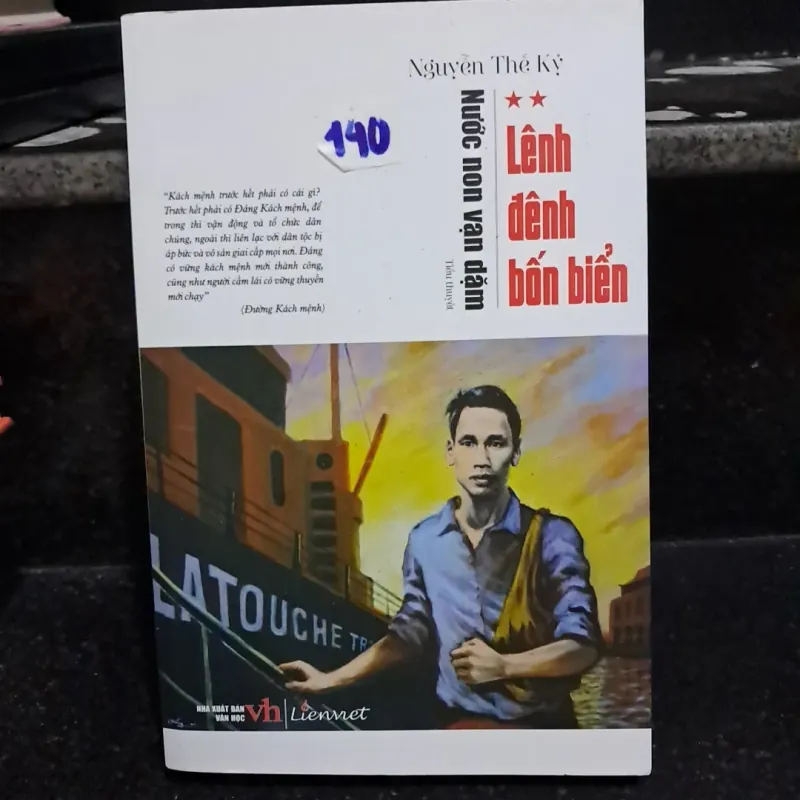 Nguyễn Thế Kỷ
Nước non vạn dặm
Tiểu thuyết
★★
Lênh
đênh
bốn biển
140
"Kách mệnh trước hết phải có cái gì?
Trước hết phải có Đảng Kách mệnh, để
trong thì vận động và tổ chức dân
chúng, ngoài thì liên lạc với dân tộc bị
áp bức và vô sản giai cấp mọi nơi. Đảng
có vững kách mệnh mới thành công,
cũng như người cầm lái có vững thuyền
mới chạy"
(Đường Kách mệnh)
LATOUCHE TR
NHÀ XUẤT BẢN
VĂN HỌC
vh
Liênviệt